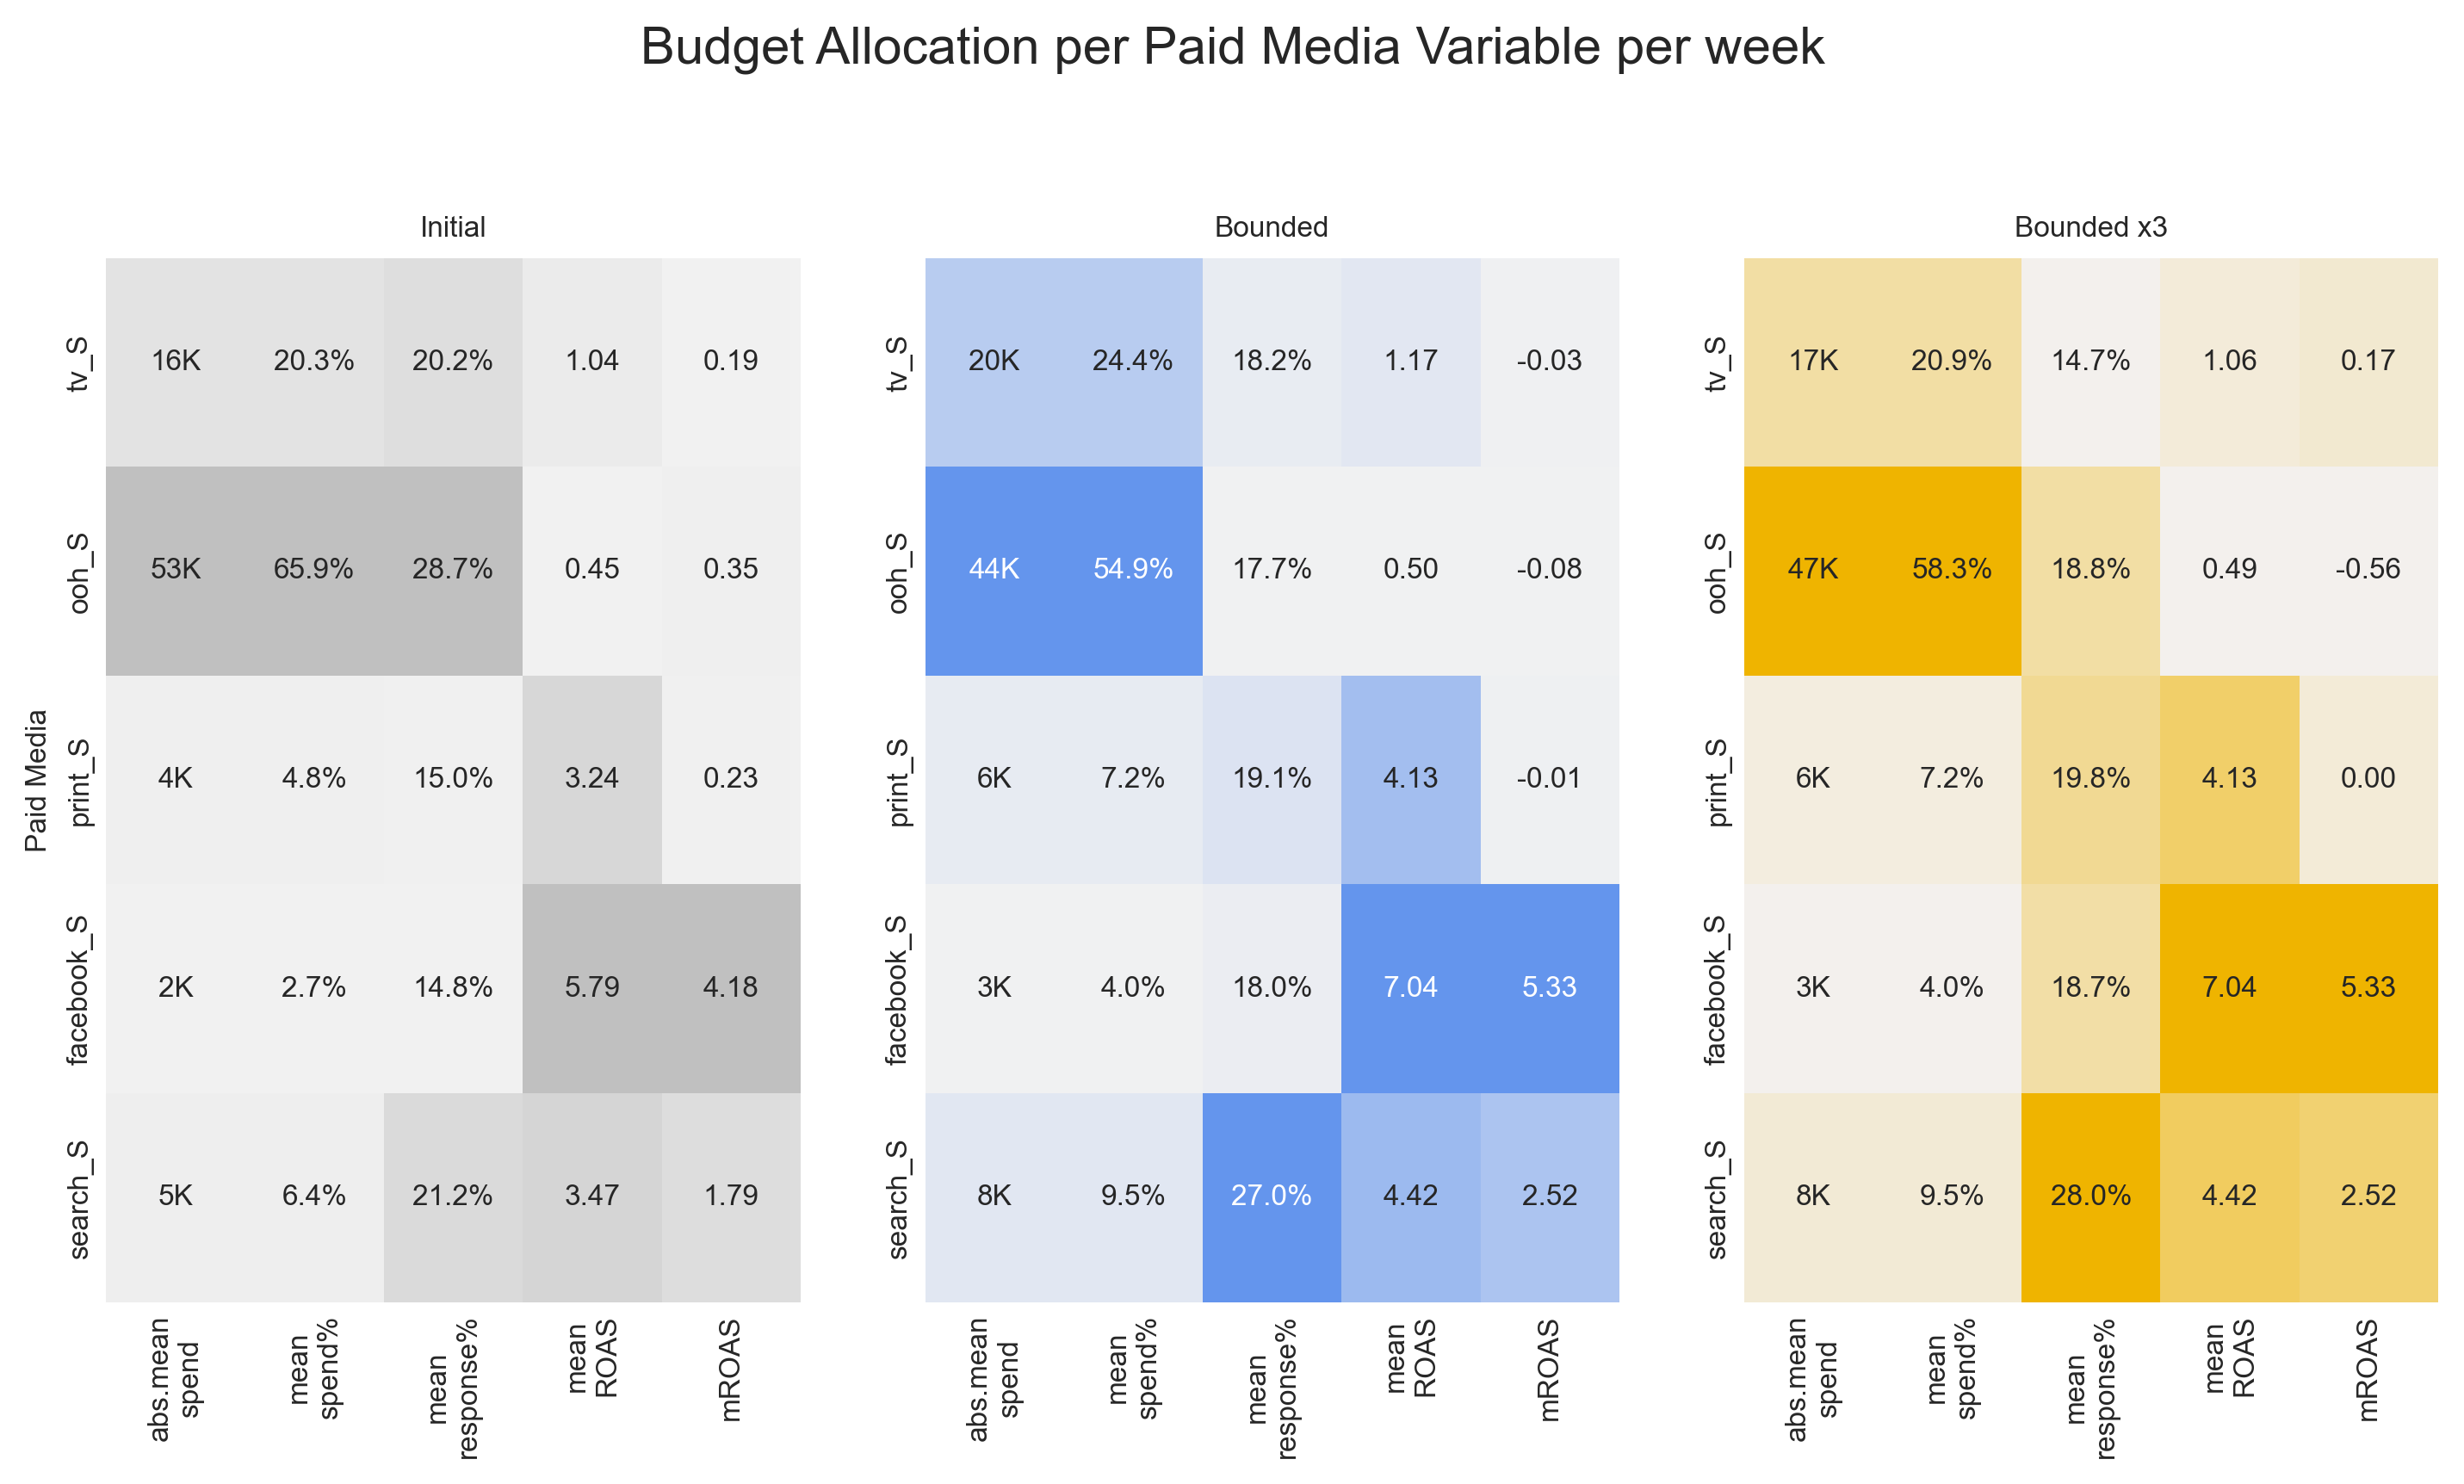 Budget Allocation per Paid Media Variable per week
Initial
Paid Media
tv_S
16K 20.3% 20.2% 1.04 0.19
ooh_S
53K 65.9% 28.7% 0.45 0.35
print_S
4K 4.8% 15.0% 3.24 0.23
facebook_S
2K 2.7% 14.8% 5.79 4.18
search_S
5K 6.4% 21.2% 3.47 1.79
abs.mean
spend
mean
spend%
mean
response%
mean
ROAS
mROAS
Bounded
tv_S
20K 24.4% 18.2% 1.17 -0.03
ooh_S
44K 54.9% 17.7% 0.50 -0.08
print_S
6K 7.2% 19.1% 4.13 -0.01
facebook_S
3K 4.0% 18.0% 7.04 5.33
search_S
8K 9.5% 27.0% 4.42 2.52
abs.mean
spend
mean
spend%
mean
response%
mean
ROAS
mROAS
Bounded x3
tv_S
17K 20.9% 14.7% 1.06 0.17
ooh_S
47K 58.3% 18.8% 0.49 -0.56
print_S
6K 7.2% 19.8% 4.13 0.00
facebook_S
3K 4.0% 18.7% 7.04 5.33
search_S
8K 9.5% 28.0% 4.42 2.52
abs.mean
spend
mean
spend%
mean
response%
mean
ROAS
mROAS